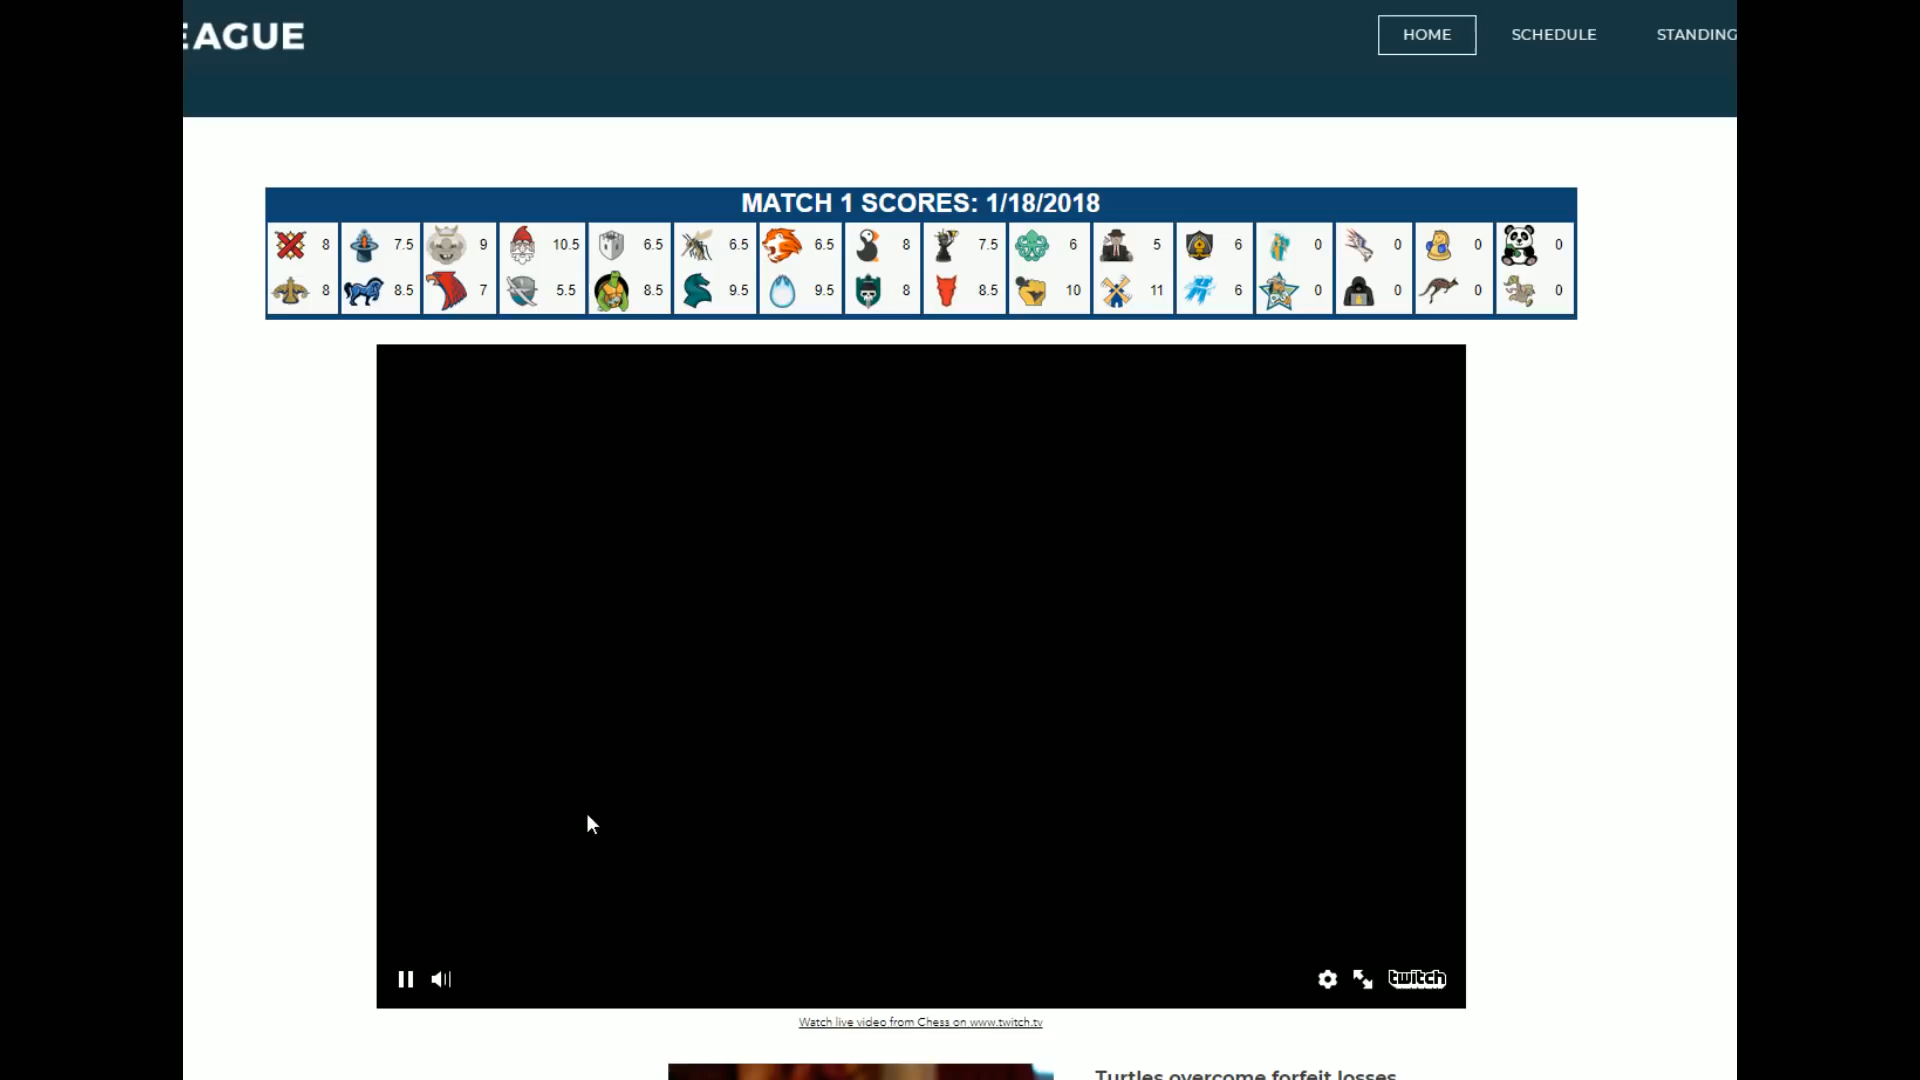 EAGUE
HOME SCHEDULE STANDING
MATCH 1 SCORES: 1/18/2018
8 7.5 9 10.5 6.5 6.5 6.5 8 7.5 6 5 6 0 0 0 0
8 8.5 7 5.5 8.5 9.5 9.5 8 8.5 10 11 6 0 0 0 0
twitch
Watch live video from Chess on www.twitch.tv
Turtles overcome forfeit losses